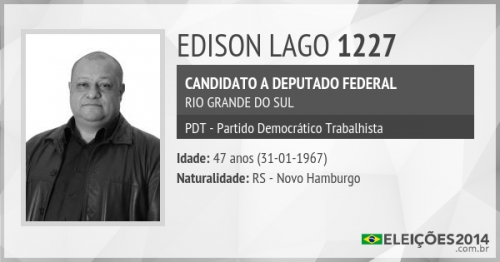 EDISON LAGO 1227
CANDIDATO A DEPUTADO FEDERAL
RIO GRANDE DO SUL
PDT - Partido Democrático Trabalhista
Idade: 47 anos (31-01-1967)
Naturalidade: RS - Novo Hamburgo
ELEIÇÕES2014
.com.br